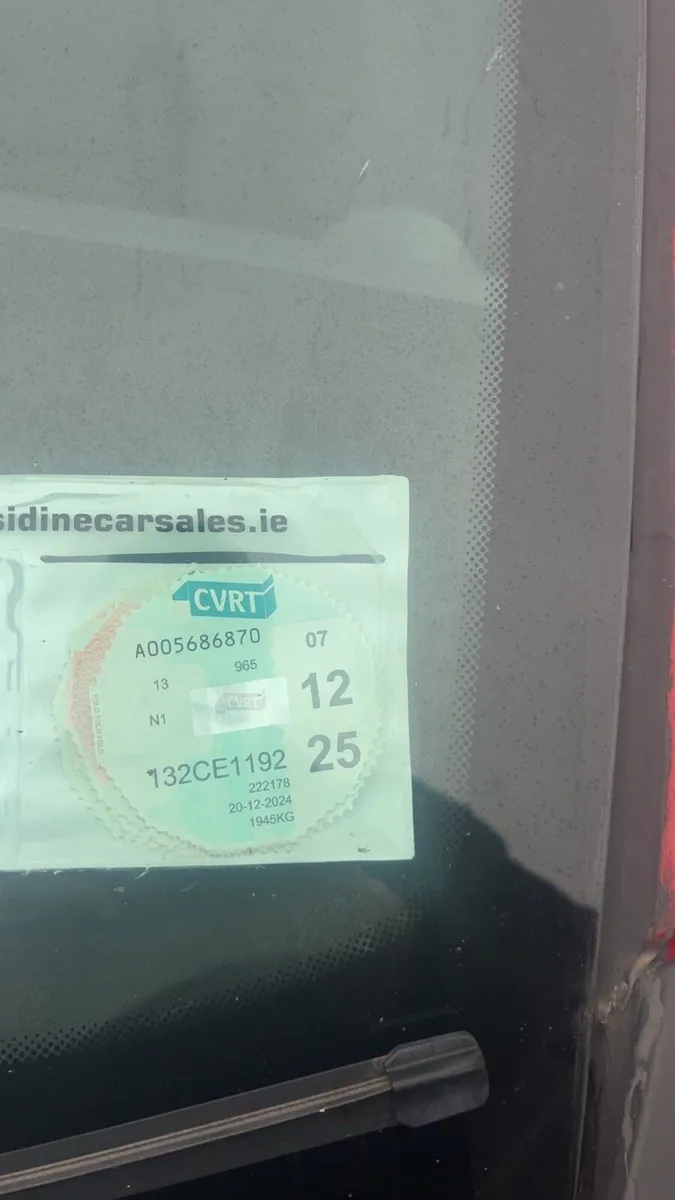 sidinecarsales.ie
CVRT
A005686870
07
965
13
12
CVRT
N1
132CE1192
25
222178
20-12-2024
1945KG